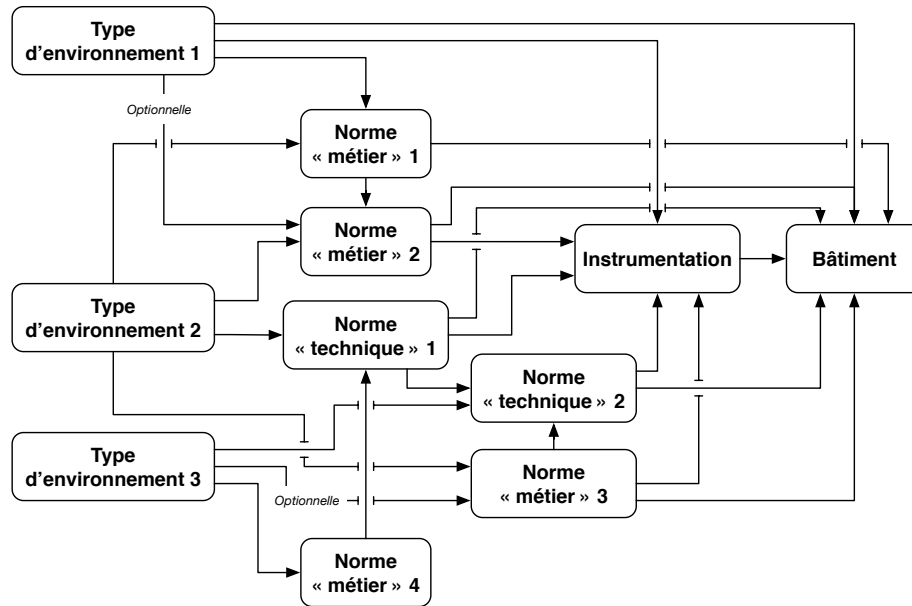 Type
d'environnement 1
Optionnelle
Norme
« métier » 1
Norme
« métier » 2
Instrumentation
Bâtiment
Type
d'environnement 2
Norme
« technique » 1
Norme
« technique » 2
Type
d'environnement 3
Optionnelle
Norme
« métier » 3
Norme
« métier » 4